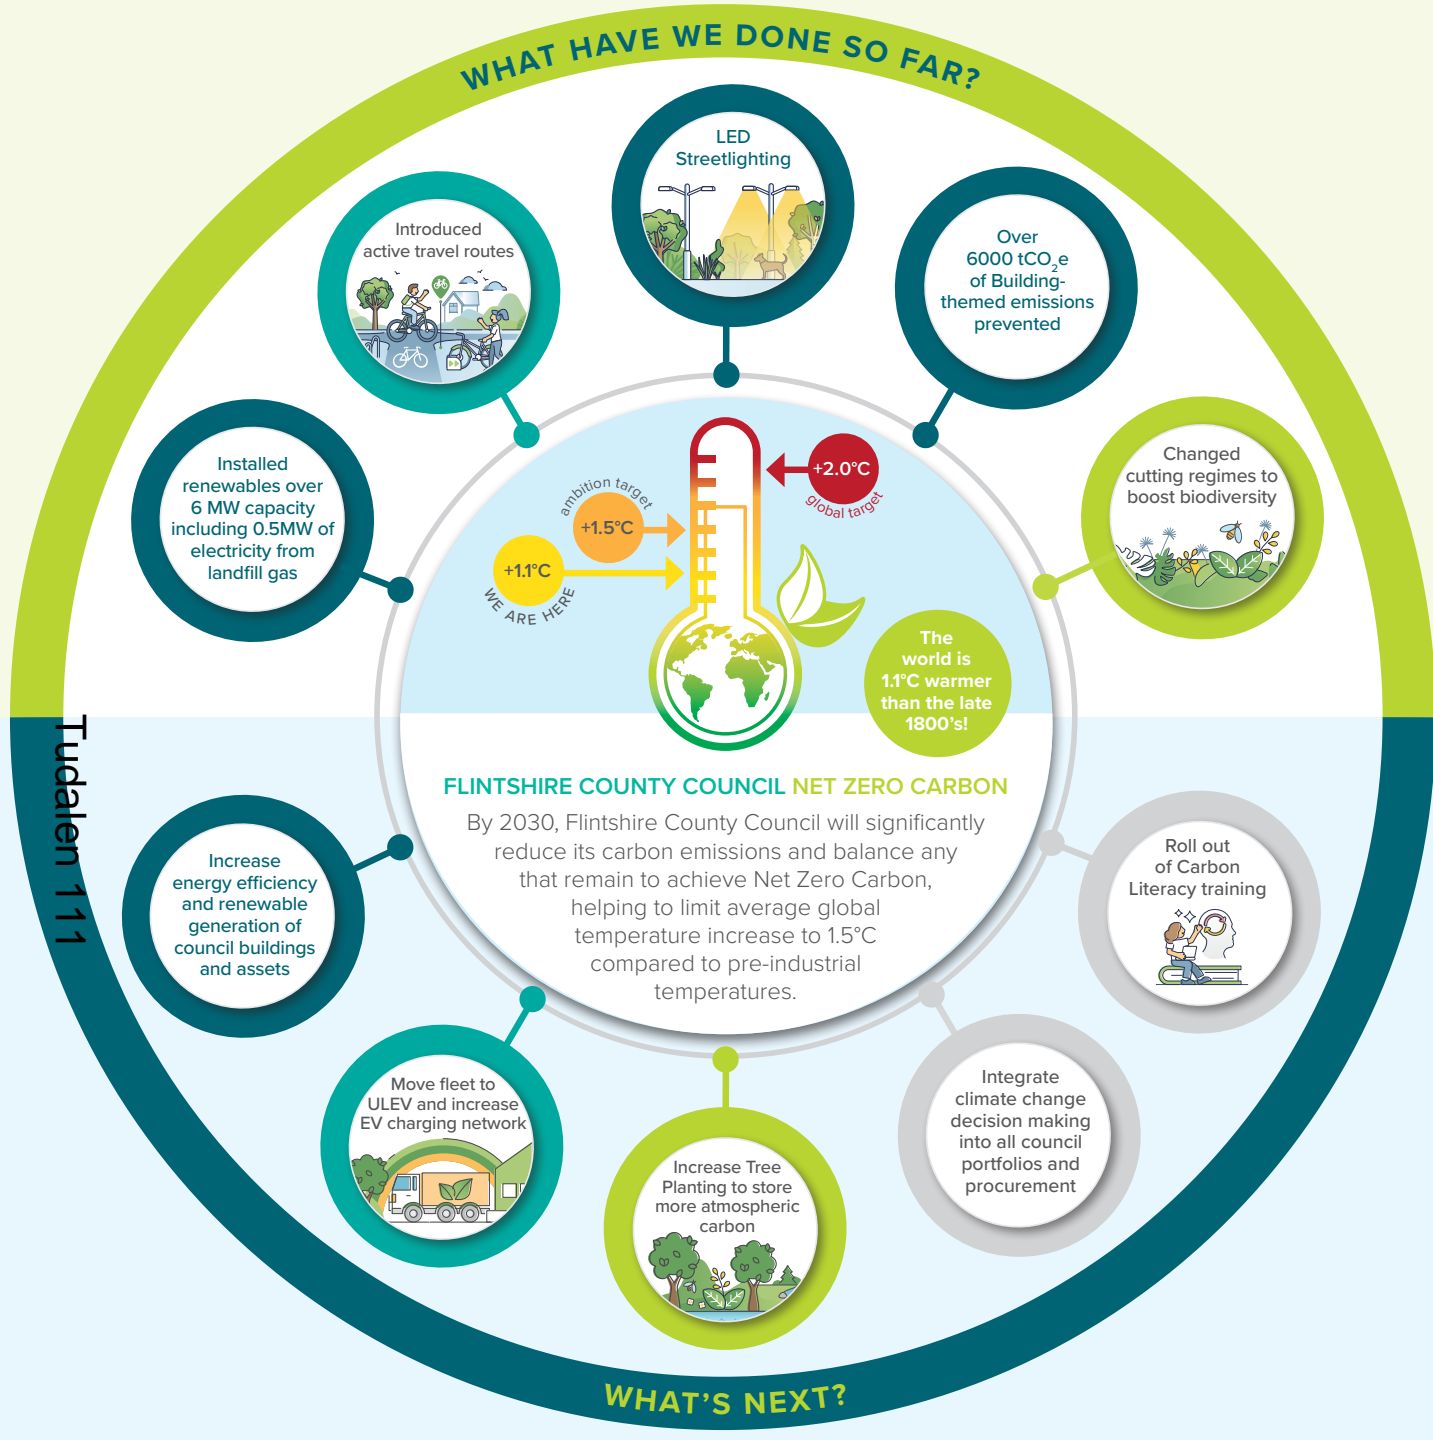 WHAT HAVE WE DONE SO FAR?
LED
Streetlighting
Introduced
active travel routes
Over
6000 tCO₂e
of Building-
themed emissions
prevented
Installed
renewables over
6 MW capacity
including 0.5MW of
electricity from
landfill gas
Changed
cutting regimes to
boost biodiversity
+2.0°C
global target
ambition target
+1.5°C
+1.1°C
WE ARE HERE
The
world is
1.1°C warmer
than the late
1800's!
FLINTSHIRE COUNTY COUNCIL NET ZERO CARBON
By 2030, Flintshire County Council will significantly
reduce its carbon emissions and balance any
that remain to achieve Net Zero Carbon,
helping to limit average global
temperature increase to 1.5°C
compared to pre-industrial
temperatures.
Tudalen 111
Increase
energy efficiency
and renewable
generation of
council buildings
and assets
Roll out
of Carbon
Literacy training
Move fleet to
ULEV and increase
EV charging network
Integrate
climate change
decision making
into all council
portfolios and
procurement
Increase Tree
Planting to store
more atmospheric
carbon
WHAT'S NEXT?